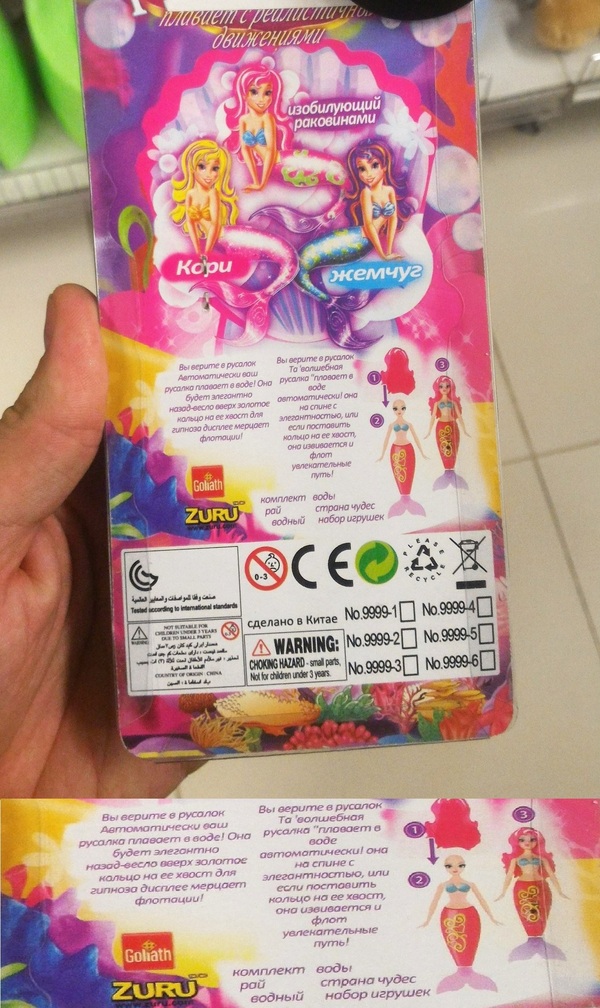 плавает с реалистичны
движениями
изобилующий
раковинами
Кори
жемчуг
Вы верите в русалок
Автоматически ваш
русалка плавает в воде! Она
будет элегантно
назад-весло вверх золотое
кольцо на ее хвост для
гипноза дисплее мерцает
флотации!
Вы верите в русалок
Та 'волшебная
русалка "плавает в
воде
автоматически! она
на спине с
элегантностью, или
если поставить
кольцо на ее хвост,
она извивается и
флот
увлекательные
путь!
1
2
3
Goliath
ZURU
комплект воды
рай страна чудес
водный набор игрушек
0-3
CE
PLEASE RECYCLE
صنعت وفقا للمواصفات والمعايير العالمية
Tested according to international standards
WARNING
NOT SUITABLE FOR
CHILDREN UNDER 3 YEARS
DUE TO SMALL PARTS
COUNTRY OF ORIGIN : CHINA
сделано в Китае
WARNING:
CHOKING HAZARD - small parts,
Not for children under 3 years.
No.9999-1 No.9999-4
No.9999-2 No.9999-5
No.9999-3 No.9999-6
Вы верите в русалок
Автоматически ваш
русалка плавает в воде! Она
будет элегантно
назад-весло вверх золотое
кольцо на ее хвост для
гипноза дисплее мерцает
флотации!
Вы верите в русалок
Та 'волшебная
русалка "плавает в
воде
автоматически! она
на спине с
элегантностью, или
если поставить
кольцо на ее хвост,
она извивается и
флот
увлекательные
путь!
1
2
3
Goliath
ZURU
www.zuru.com
комплект воды
рай страна чудес
водный набор игрушек